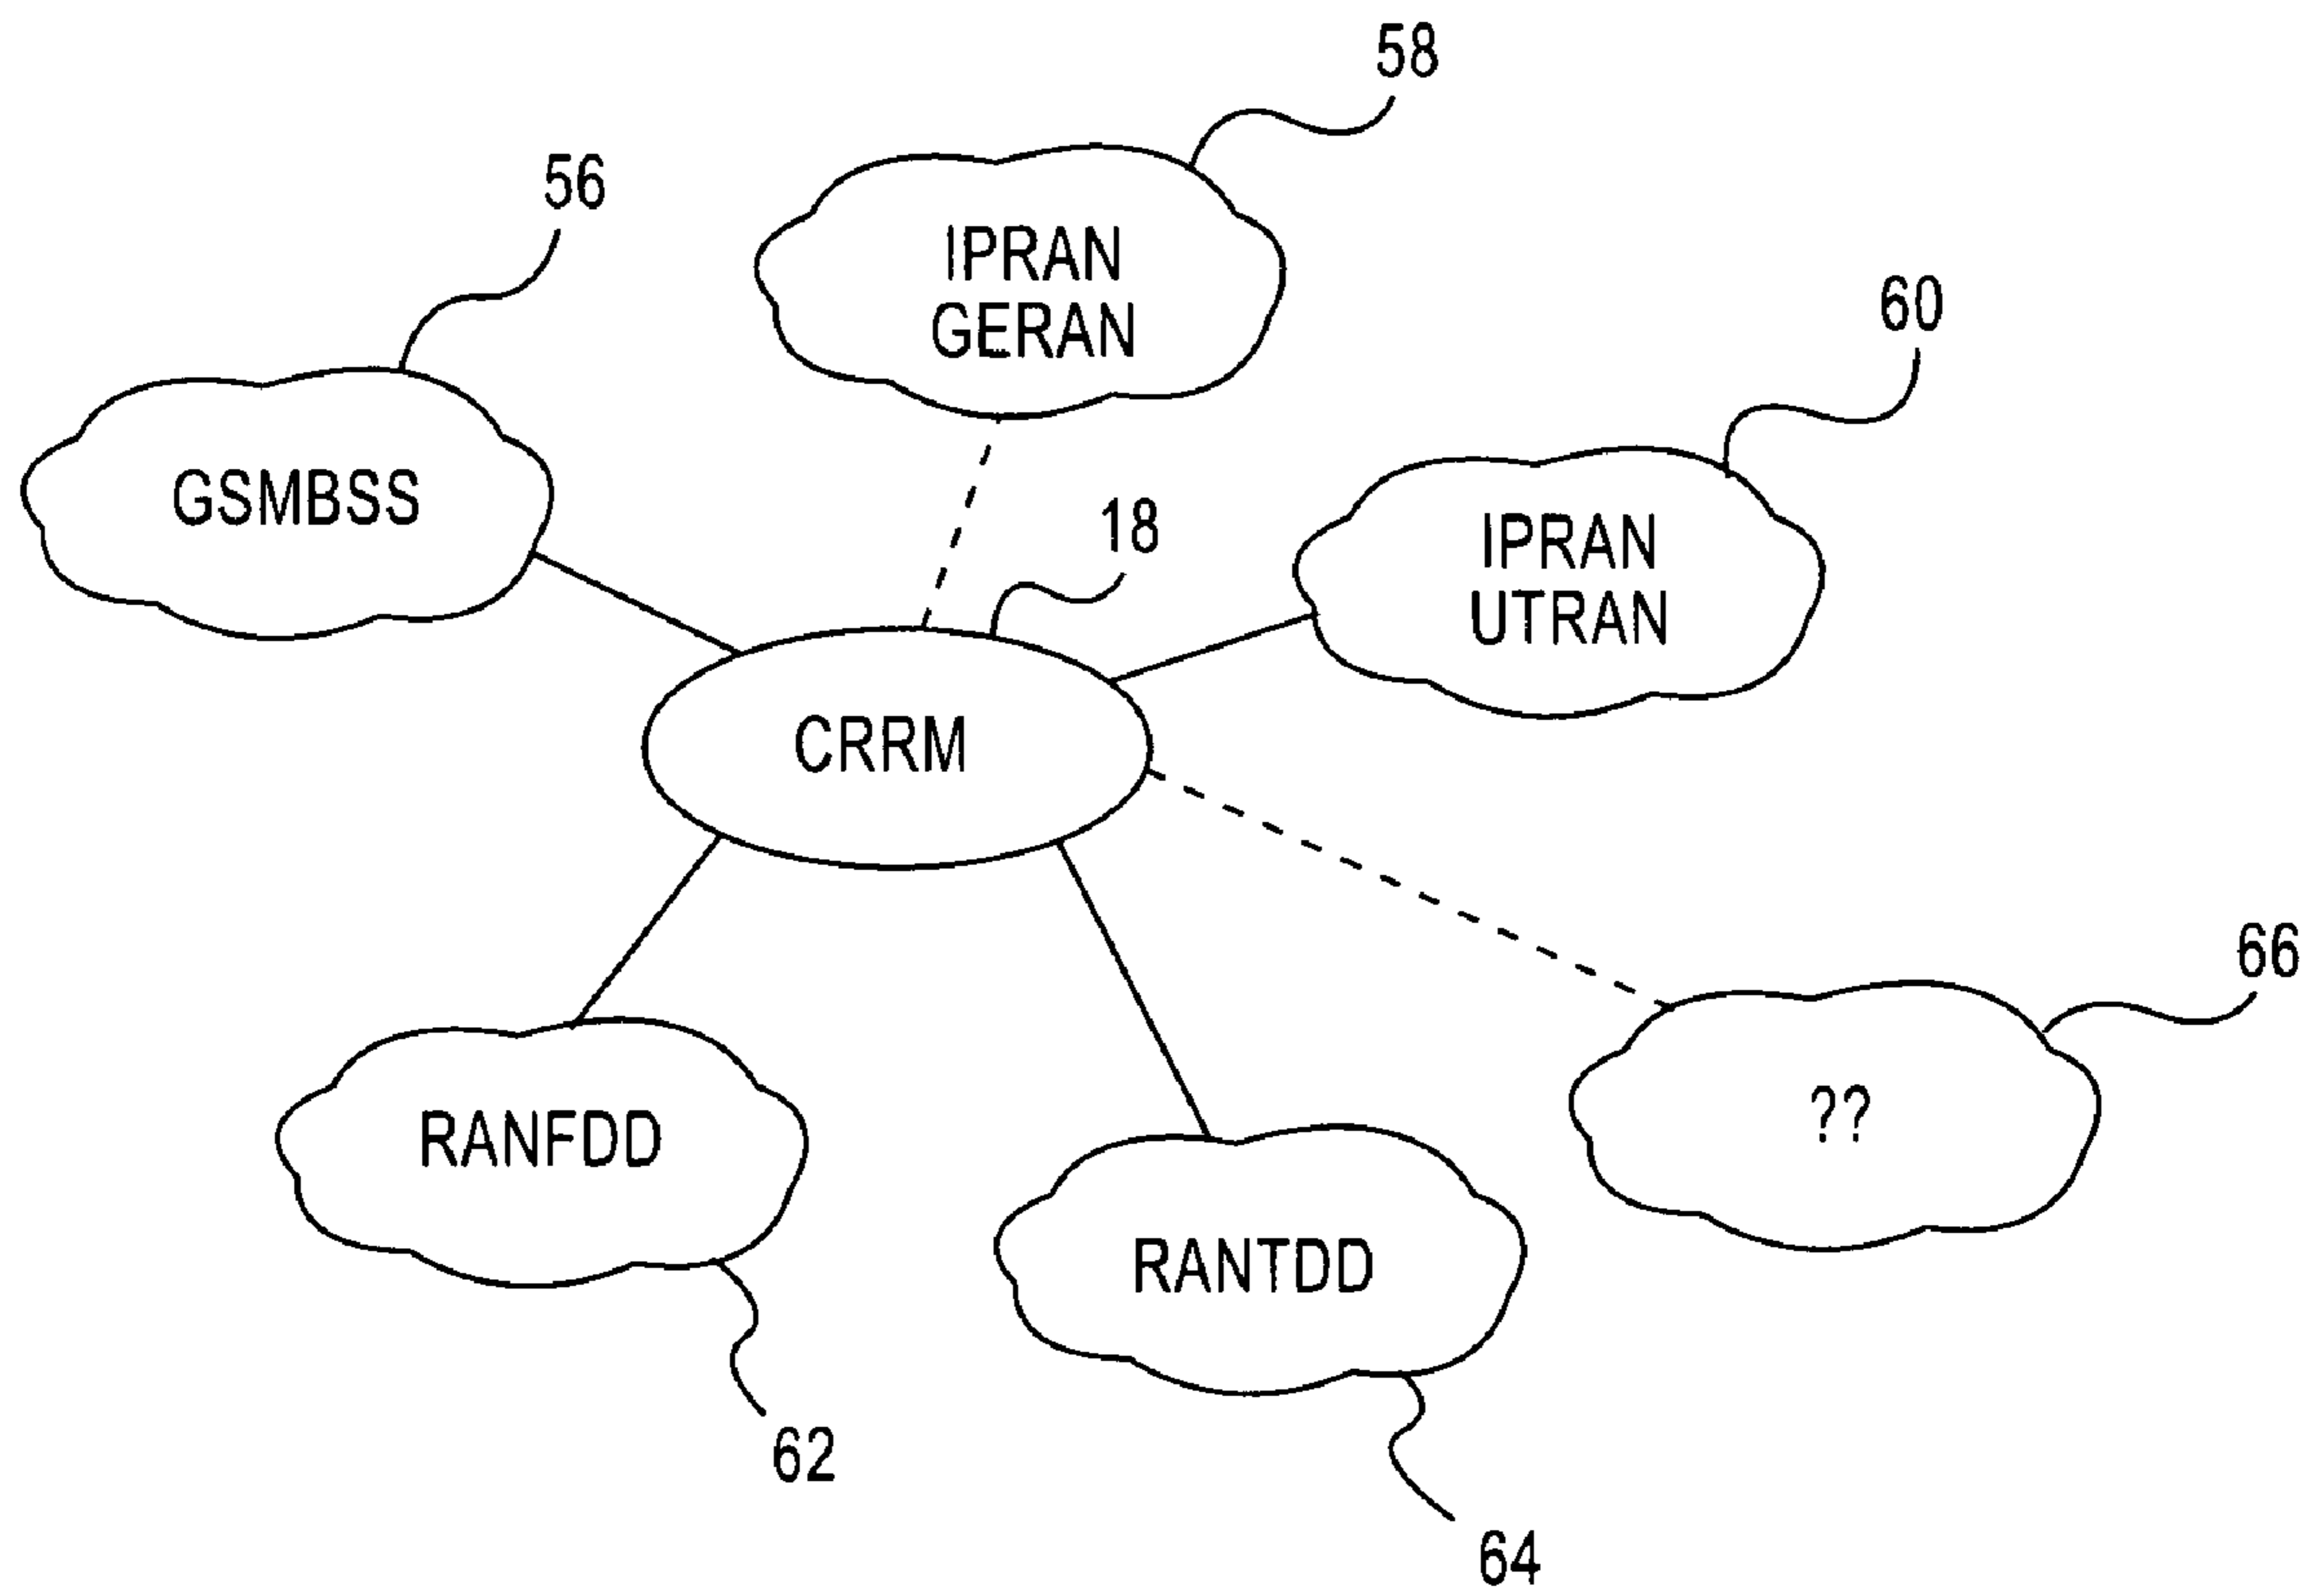 58
56
IPRAN
GERAN
60
GSMBSS
18
IPRAN
UTRAN
CRRM
66
??
RANFDD
RANTDD
62
64